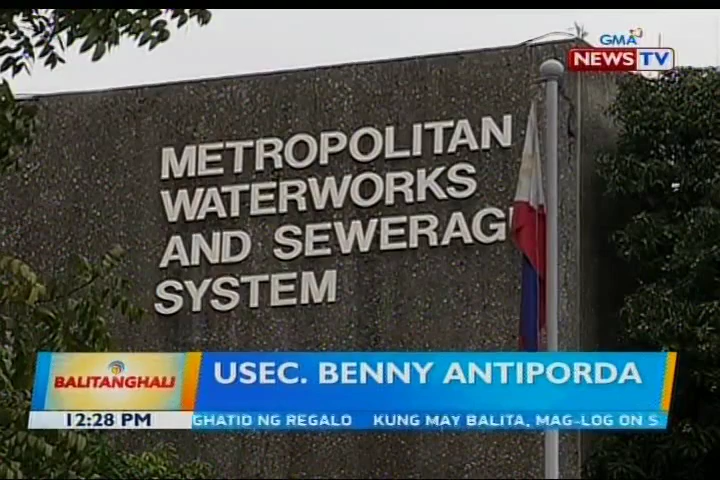 GMA
NEWS TV
METROPOLITAN
WATERWORKS
AND SEWERAG
SYSTEM
BALITANGHALI
USEC. BENNY ANTIPORDA
12:28 PM
GHATID NG REGALO KUNG MAY BALITA, MAG-LOG ON S